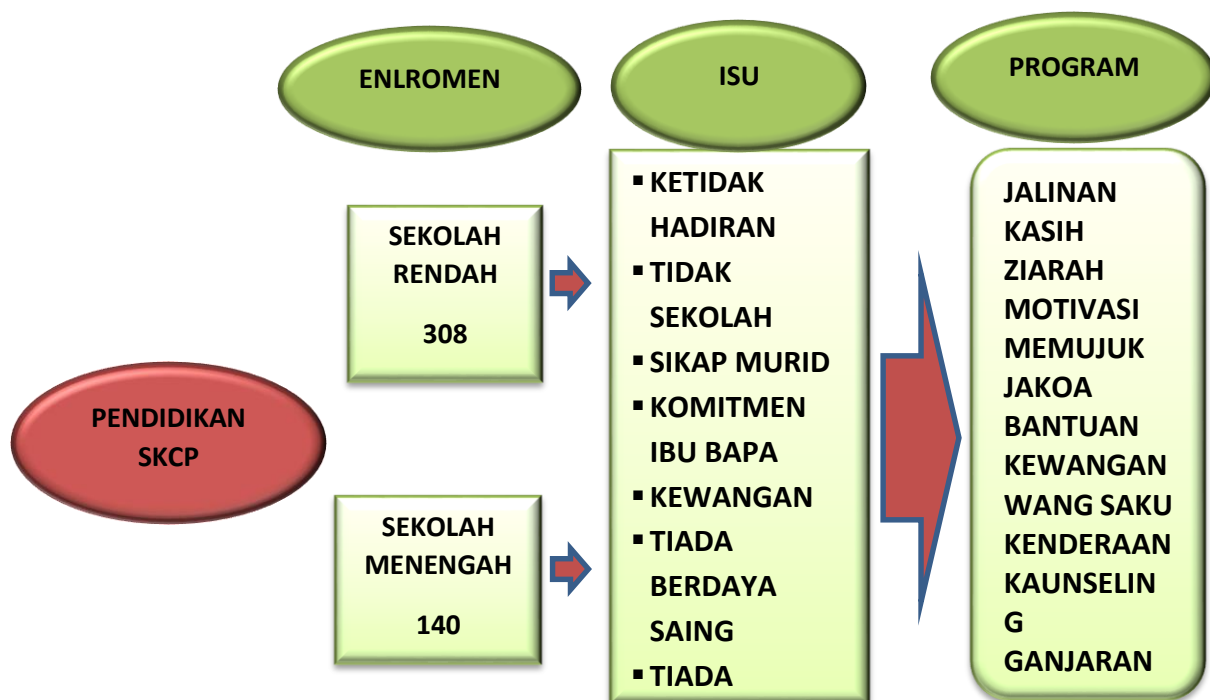 ENLROMEN
ISU
PROGRAM
PENDIDIKAN
SKCP
SEKOLAH
RENDAH
308
SEKOLAH
MENENGAH
140
▪ KETIDAK
HADIRAN
▪ TIDAK
SEKOLAH
▪ SIKAP MURID
▪ KOMITMEN
IBU BAPA
▪ KEWANGAN
▪ TIADA
BERDAYA
SAING
▪ TIADA
JALINAN
KASIH
ZIARAH
MOTIVASI
MEMUJUK
JAKOA
BANTUAN
KEWANGAN
WANG SAKU
KENDERAAN
KAUNSELIN
G
GANJARAN